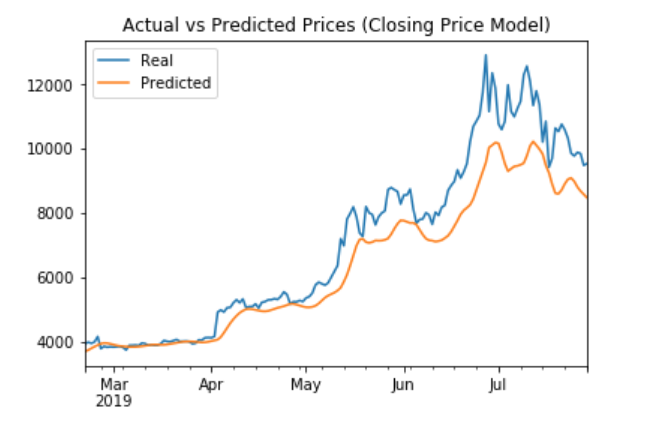 Actual vs Predicted Prices (Closing Price Model)
Real
Predicted
12000
10000
8000
6000
4000
Mar Apr May Jun Jul
2019